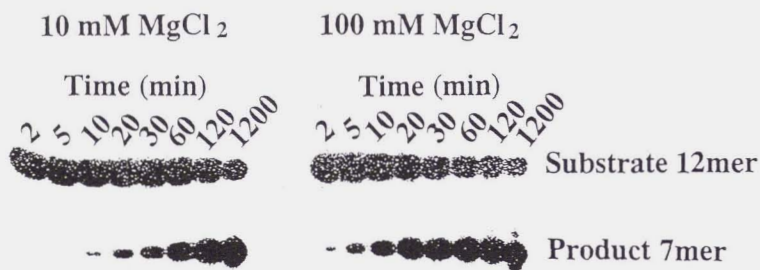 10 mM MgCl2 100 mM MgCl2
Time (min) Time (min)
2 5 10 20 30 60 120 1200 2 5 10 20 30 60 120 1200
Substrate 12mer
Product 7mer